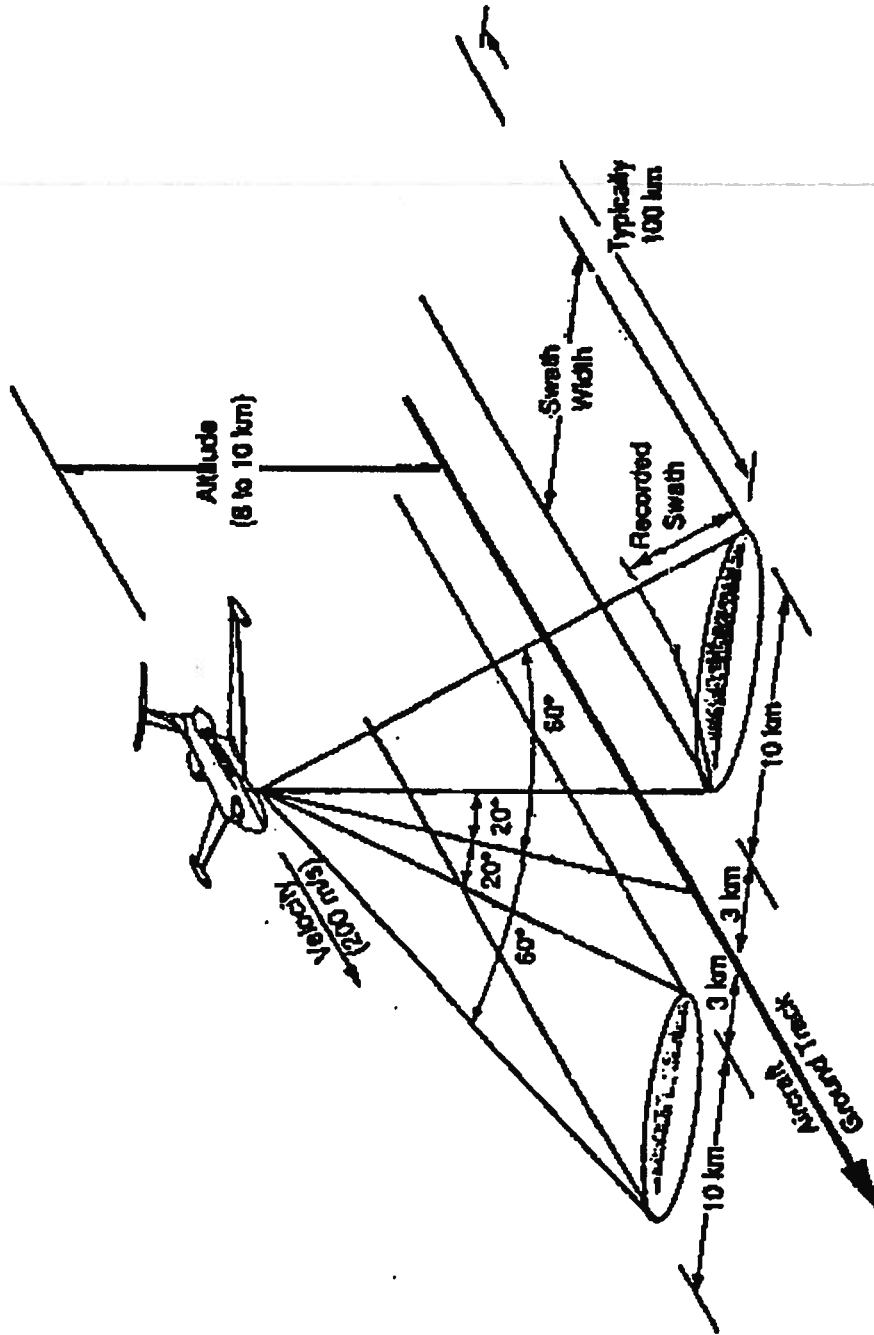 Altitude
(8 to 10 km)
Velocity
(200 m/s)
60°
20°
20°
60°
Swath
Width
Typically
100 km
Recorded
Swath
10 km
3 km
3 km
10 km
Aircraft
Ground Track